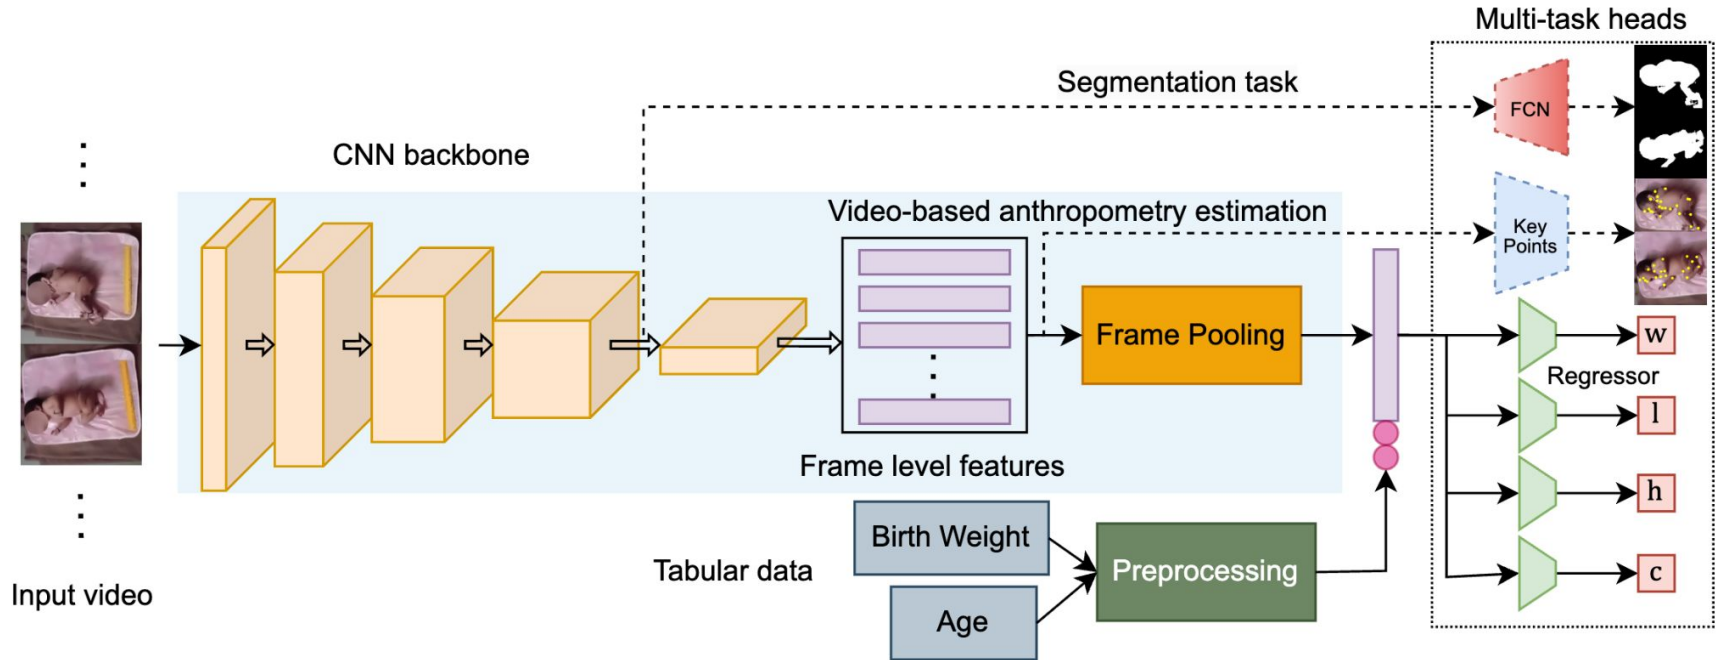 Multi-task heads
Segmentation task
FCN
CNN backbone
Video-based anthropometry estimation
Key
Points
Frame Pooling
w
Regressor
l
Frame level features
h
Birth Weight
Tabular data
Preprocessing
c
Input video
Age